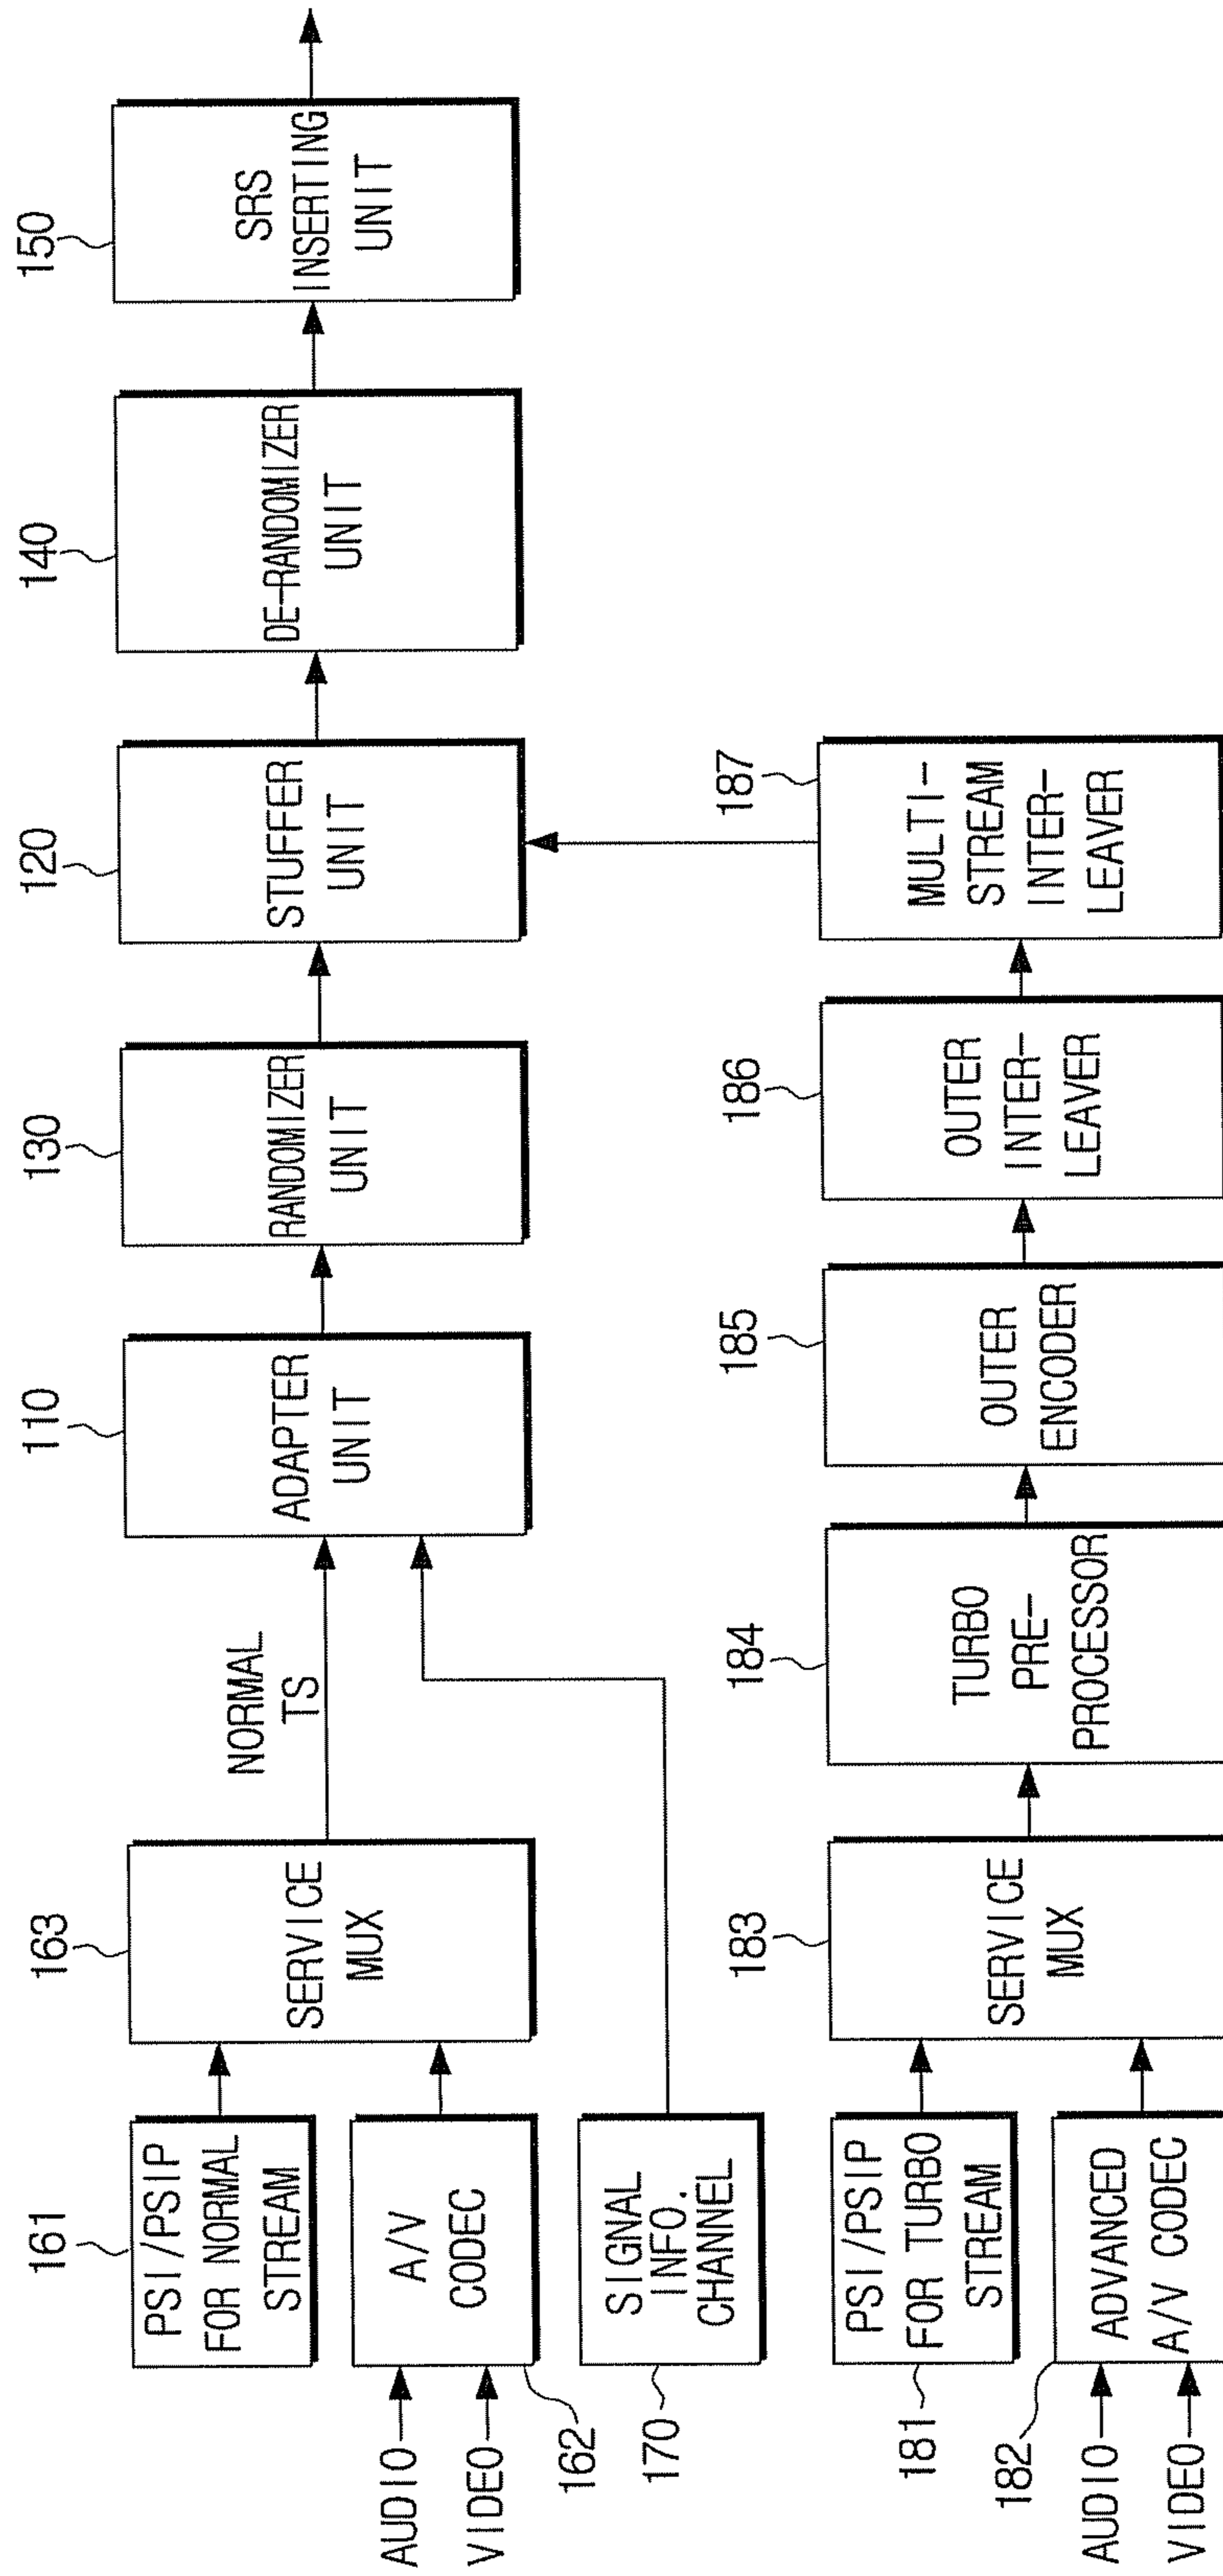 161
PSI/PSIP
FOR NORMAL
STREAM
AUDIO
VIDEO
A/V
CODEC
162
163
SERVICE
MUX
NORMAL
TS
SIGNAL
INFO.
CHANNEL
170
110
ADAPTER
UNIT
130
RANDOMIZER
UNIT
120
STUFFER
UNIT
140
DE-RANDOMIZER
UNIT
150
SRS
INSERTING
UNIT
181
PSI/PSIP
FOR TURBO
STREAM
182
AUDIO
VIDEO
ADVANCED
A/V CODEC
183
SERVICE
MUX
184
TURBO
PRE-
PROCESSOR
185
OUTER
ENCODER
186
OUTER
INTER-
LEAVER
187
MULTI-
STREAM
INTER-
LEAVER